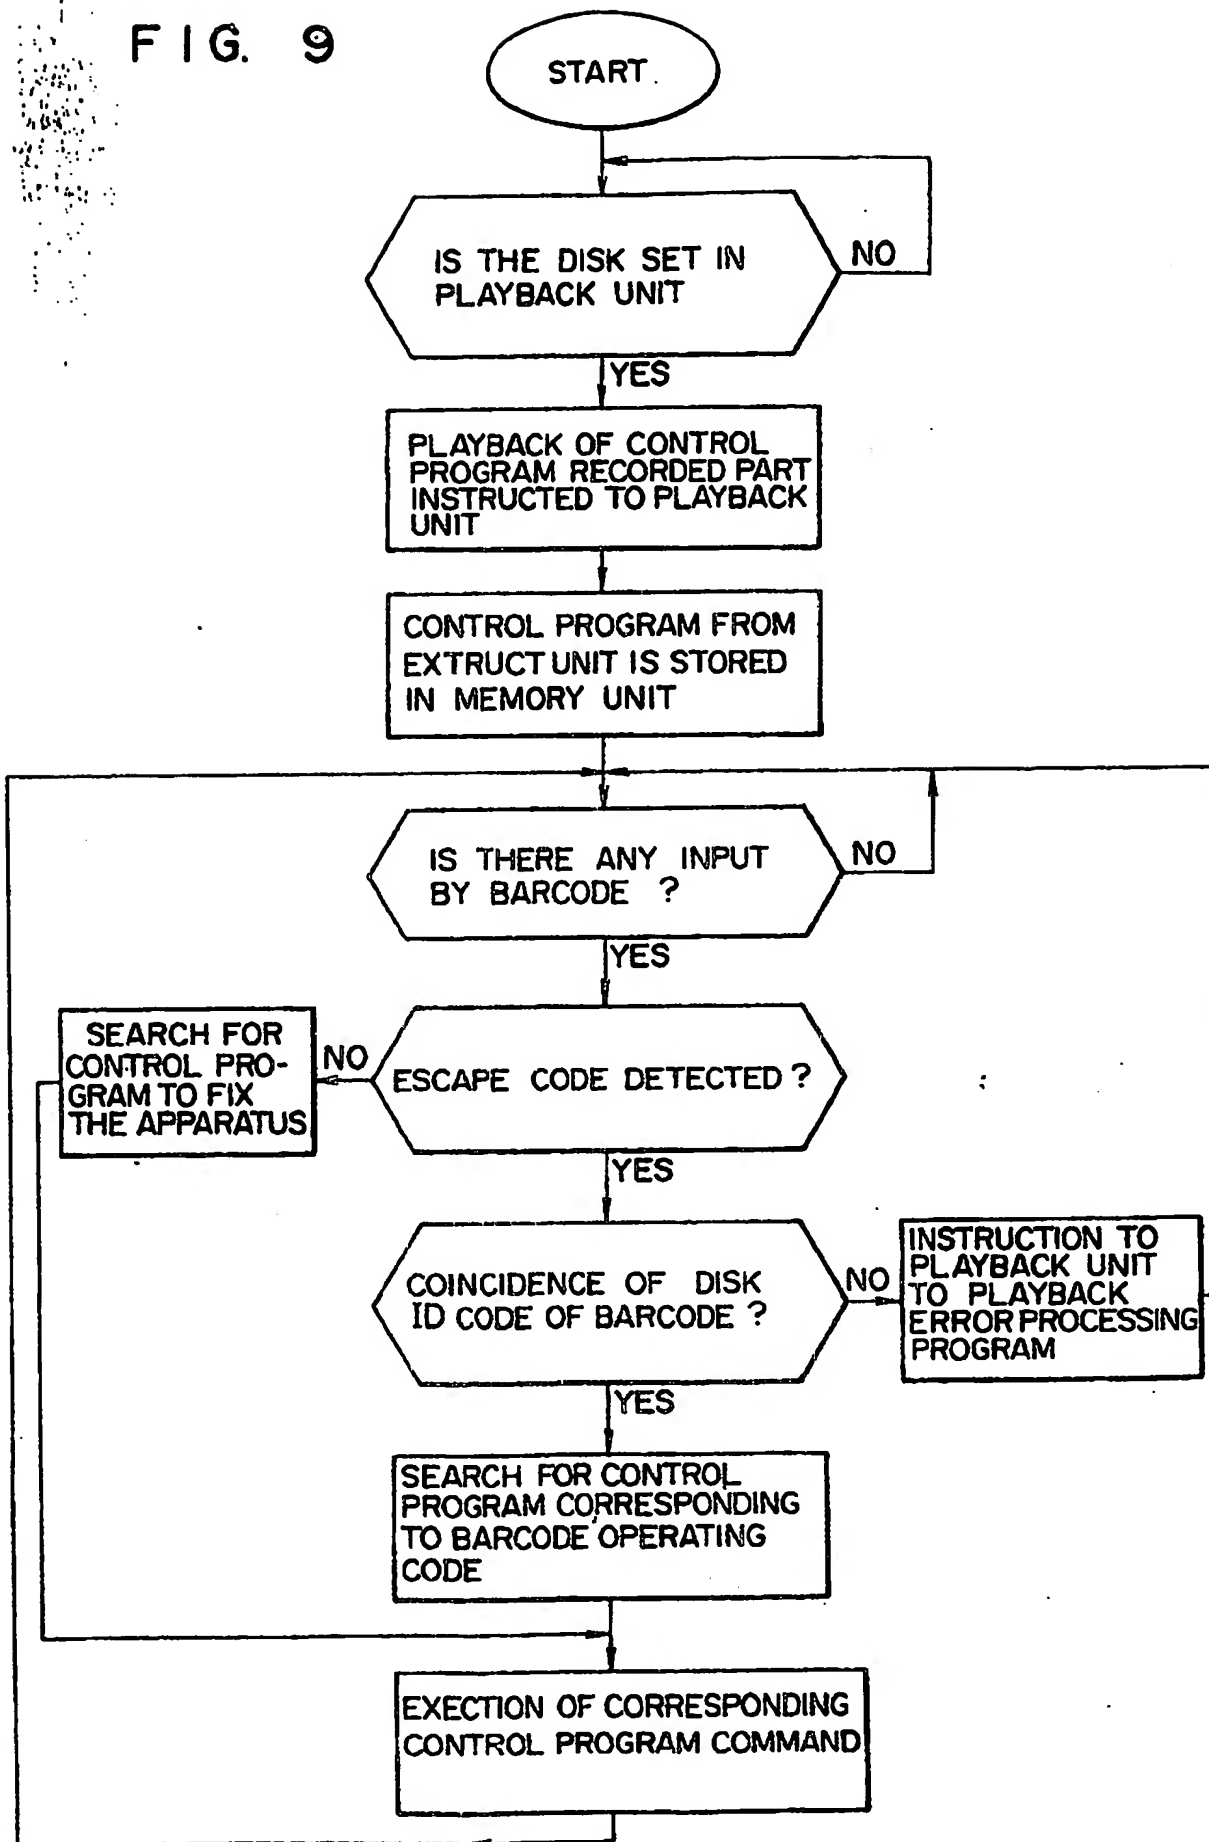 FIG. 9
START
IS THE DISK SET IN
PLAYBACK UNIT
NO
YES
PLAYBACK OF CONTROL
PROGRAM RECORDED PART
INSTRUCTED TO PLAYBACK
UNIT
CONTROL PROGRAM FROM
EXTRUCT UNIT IS STORED
IN MEMORY UNIT
IS THERE ANY INPUT
BY BARCODE ?
NO
YES
ESCAPE CODE DETECTED ?
NO
SEARCH FOR
CONTROL PRO-
GRAM TO FIX
THE APPARATUS
YES
COINCIDENCE OF DISK
ID CODE OF BARCODE ?
NO
INSTRUCTION TO
PLAYBACK UNIT
TO PLAYBACK
ERROR PROCESSING
PROGRAM
YES
SEARCH FOR CONTROL
PROGRAM CORRESPONDING
TO BARCODE OPERATING
CODE
EXECTION OF CORRESPONDING
CONTROL PROGRAM COMMAND